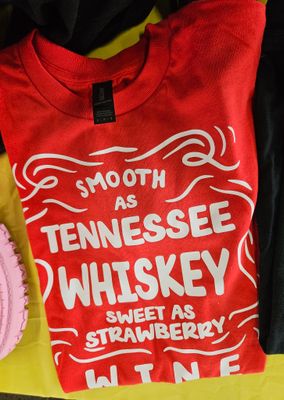 SMOOTH
AS
TENNESSEE
WHISKEY
SWEET AS
STRAWBERRY
WINE